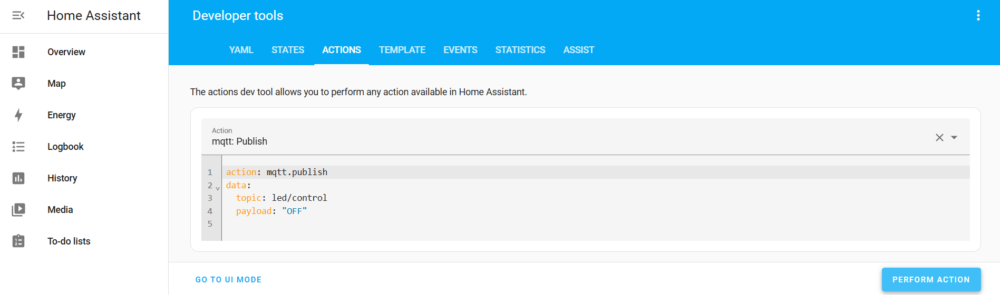 Home Assistant
Developer tools
YAML STATES ACTIONS TEMPLATE EVENTS STATISTICS ASSIST
Overview
Map
Energy
Logbook
History
Media
To-do lists
The actions dev tool allows you to perform any action available in Home Assistant.
Action
mqtt: Publish
1 action: mqtt.publish
2 data:
3 topic: led/control
4 payload: "OFF"
5
GO TO UI MODE
PERFORM ACTION